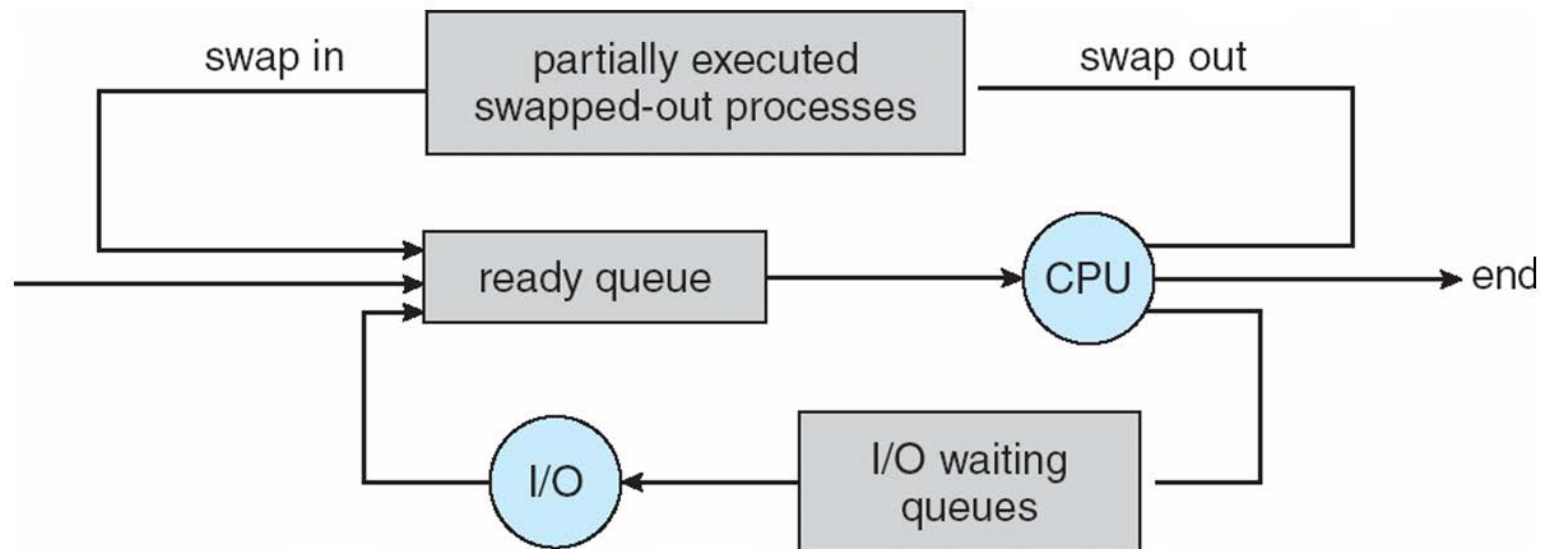 swap in
partially executed
swapped-out processes
swap out
ready queue
CPU
end
I/O
I/O waiting
queues